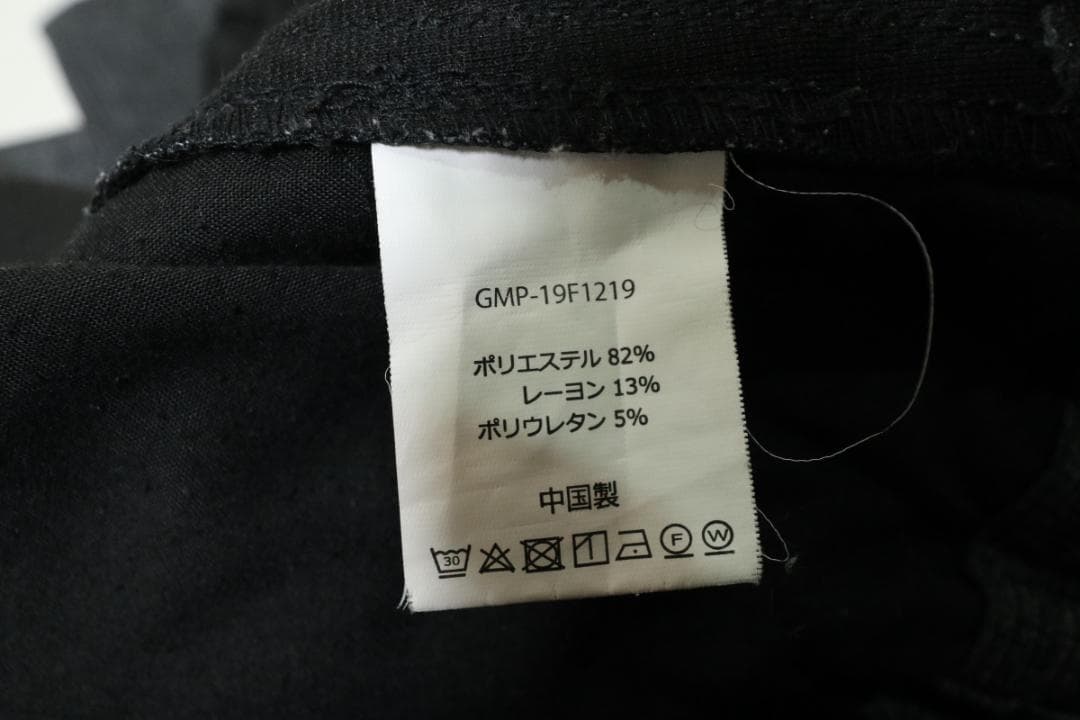 GMP-19F1219
ポリエステル 82%
レーヨン 13%
ポリウレタン 5%
中国製
30 F W